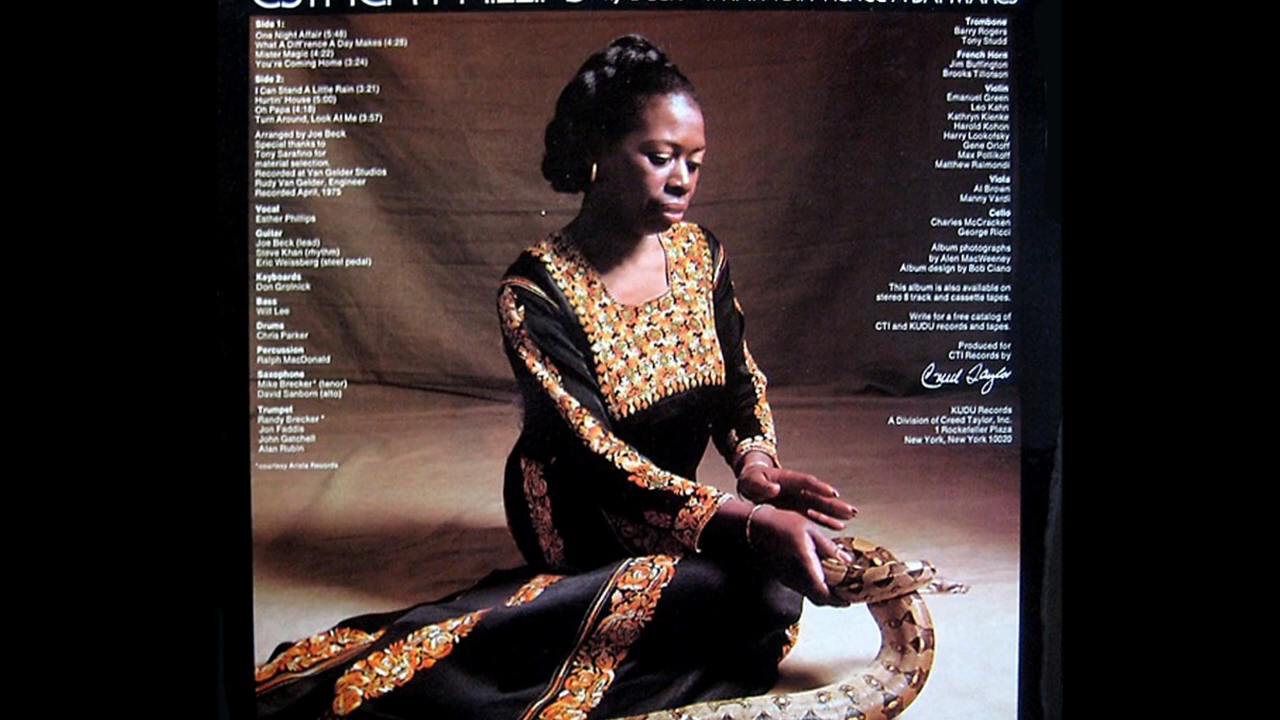 ESTHER PHILLIPS
Side 1:
One Night Affair (5:48)
What A Diff'rence A Day Makes (4:28)
Mister Magic (4:22)
You're Coming Home (3:24)
Side 2:
I Can Stand A Little Rain (3:21)
Hurtin' House (5:00)
Oh Papa (4:18)
Turn Around, Look At Me (3:57)
Arranged by Joe Beck
Special thanks to
Tony Sarafino for
material selection.
Recorded at Van Gelder Studios
Rudy Van Gelder, Engineer
Recorded April, 1975
Vocal
Esther Phillips
Guitar
Joe Beck (lead)
Steve Khan (rhythm)
Eric Weissberg (steel pedal)
Keyboards
Don Grolnick
Bass
Will Lee
Drums
Chris Parker
Percussion
Ralph MacDonald
Saxophone
Mike Brecker* (tenor)
David Sanborn (alto)
Trumpet
Randy Brecker*
Jon Faddis
John Gatchell
Alan Rubin
*courtesy Arista Records
Trombone
Barry Rogers
Tony Studd
French Horn
Jim Buffington
Brooks Tillotson
Violin
Emanuel Green
Leo Kahn
Kathryn Kienke
Harold Kohon
Harry Lookofsky
Gene Orloff
Max Pollikoff
Matthew Raimondi
Viola
Al Brown
Manny Vardi
Cello
Charles McCracken
George Ricci
Album photographs
by Alen MacWeeney
Album design by Bob Ciano
This album is also available on
stereo 8 track and cassette tapes.
Write for a free catalog of
CTI and KUDU records and tapes.
Produced for
CTI Records by
Creed Taylor
KUDU Records
A Division of Creed Taylor, Inc.
1 Rockefeller Plaza
New York, New York 10020